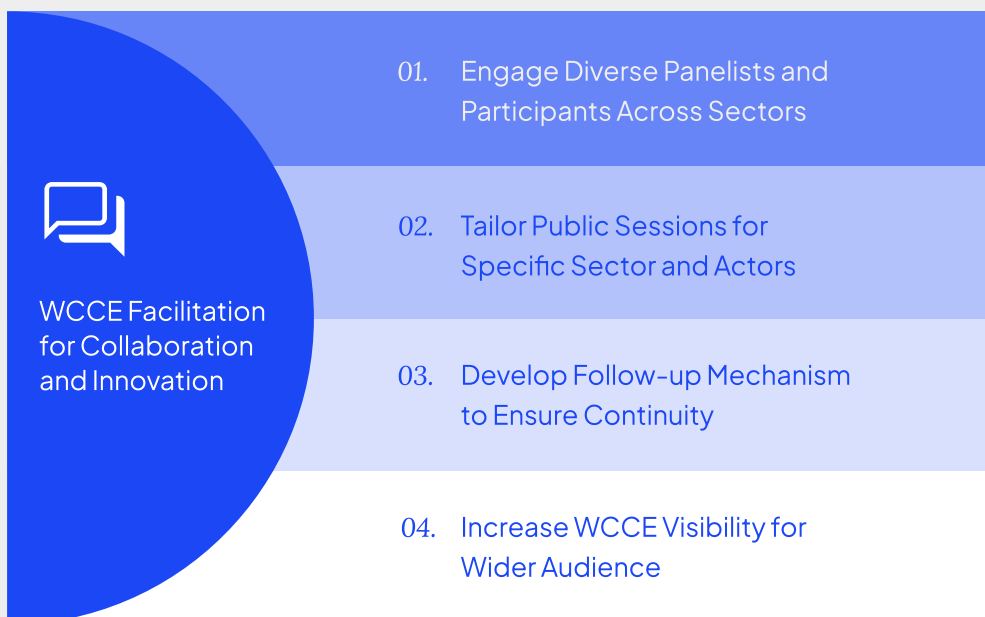 WCCE Facilitation
for Collaboration
and Innovation
01. Engage Diverse Panelists and
Participants Across Sectors
02. Tailor Public Sessions for
Specific Sector and Actors
03. Develop Follow-up Mechanism
to Ensure Continuity
04. Increase WCCE Visibility for
Wider Audience